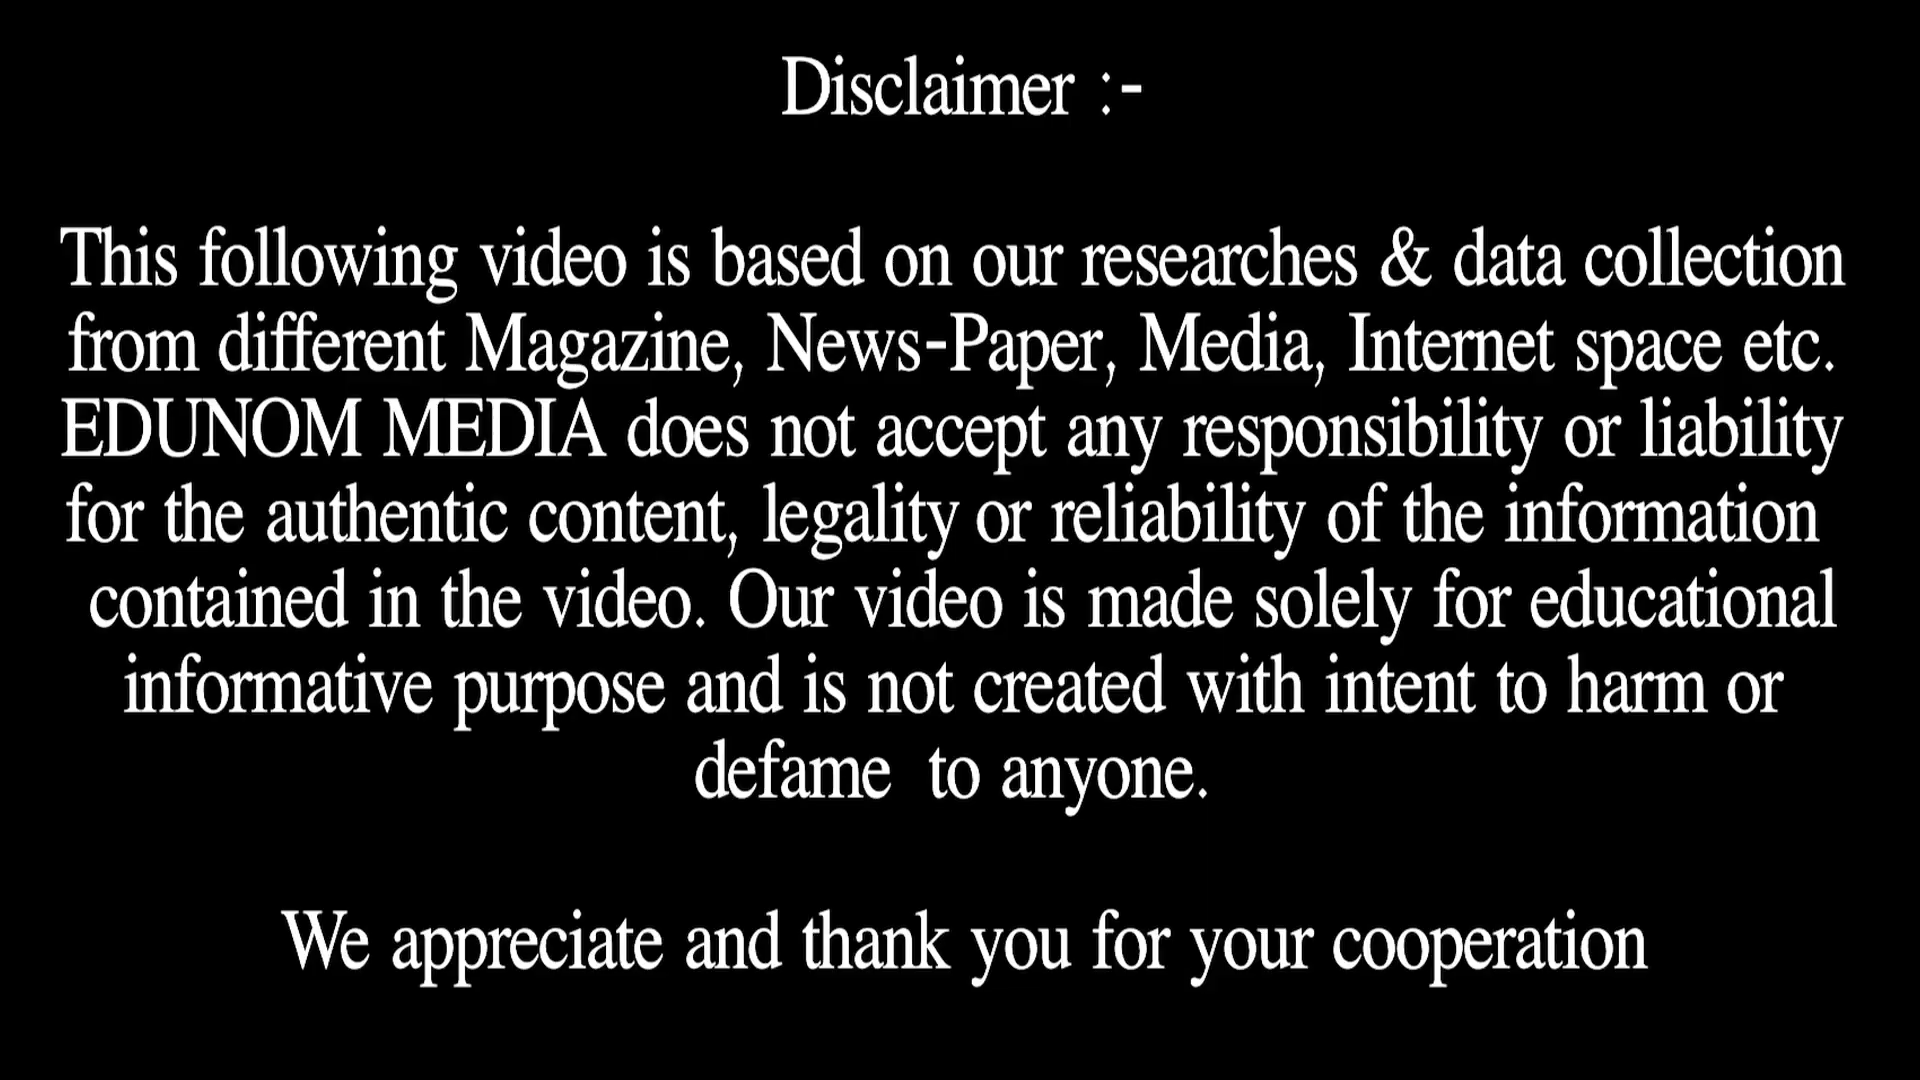 Disclaimer :-
This following video is based on our researches & data collection
from different Magazine, News-Paper, Media, Internet space etc.
EDUNOM MEDIA does not accept any responsibility or liability
for the authentic content, legality or reliability of the information
contained in the video. Our video is made solely for educational
informative purpose and is not created with intent to harm or
defame to anyone.
We appreciate and thank you for your cooperation